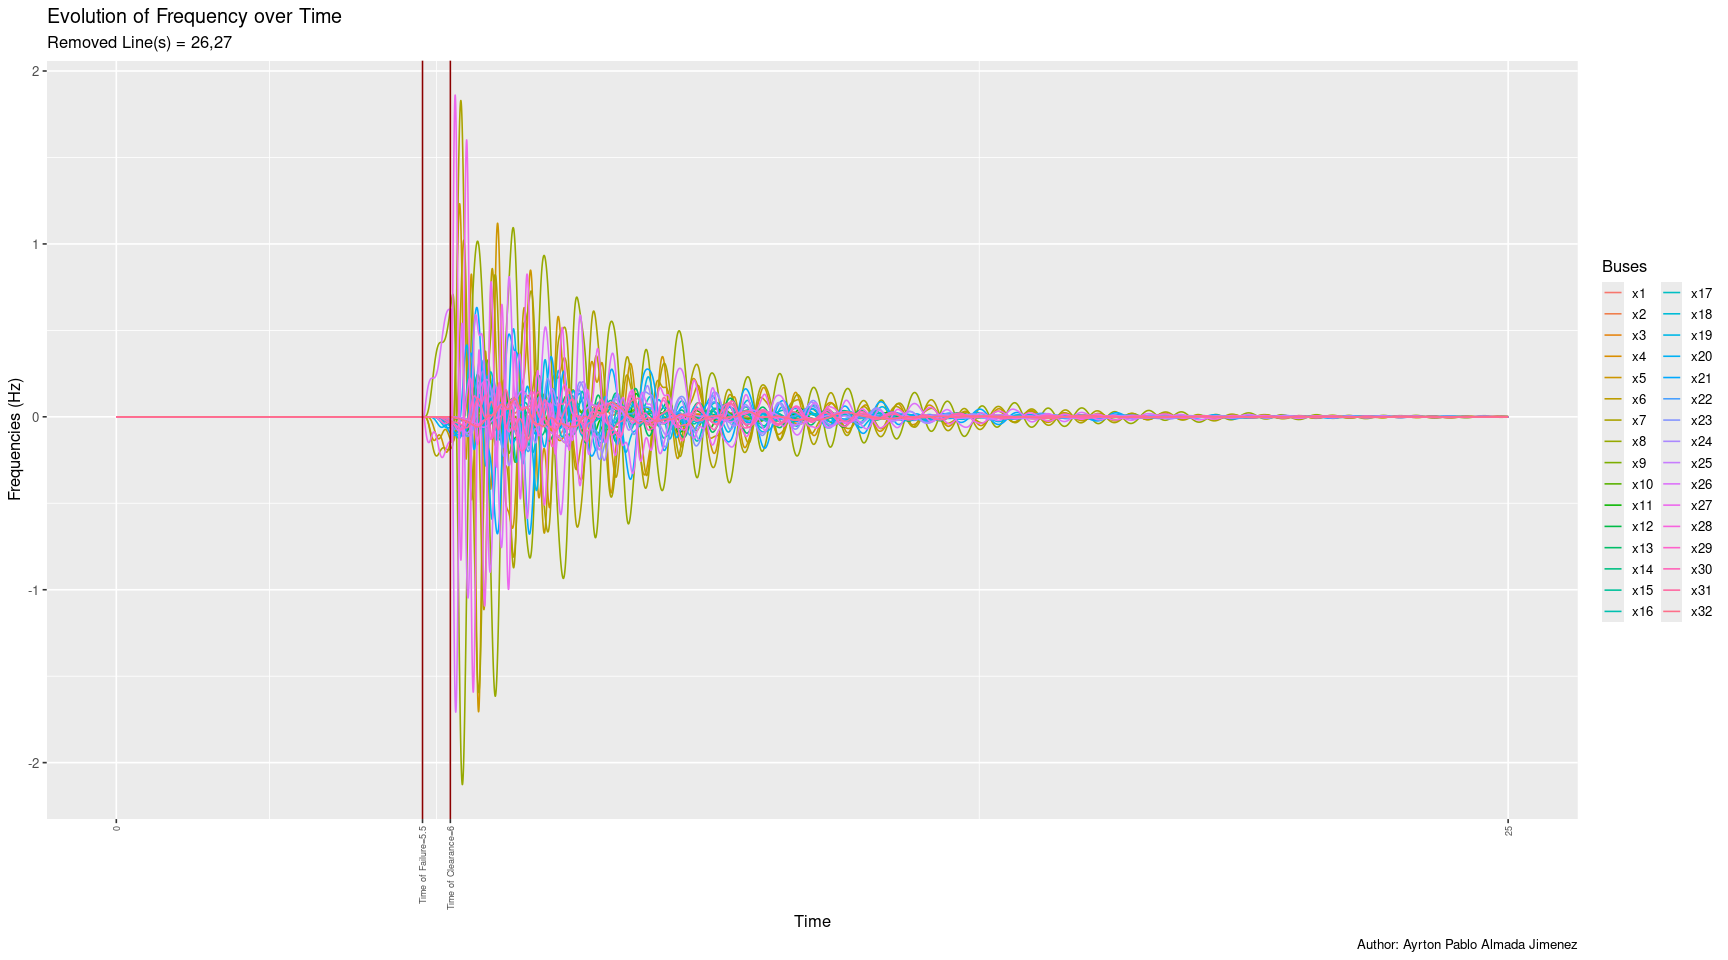 Evolution of Frequency over Time
Removed Line(s) = 26,27
Frequencies (Hz)
2
1
0
-1
-2
0
Time of Failure=5.5
Time of Clearance=6
25
Time
Buses
x1
x2
x3
x4
x5
x6
x7
x8
x9
x10
x11
x12
x13
x14
x15
x16
x17
x18
x19
x20
x21
x22
x23
x24
x25
x26
x27
x28
x29
x30
x31
x32
Author: Ayrton Pablo Almada Jimenez